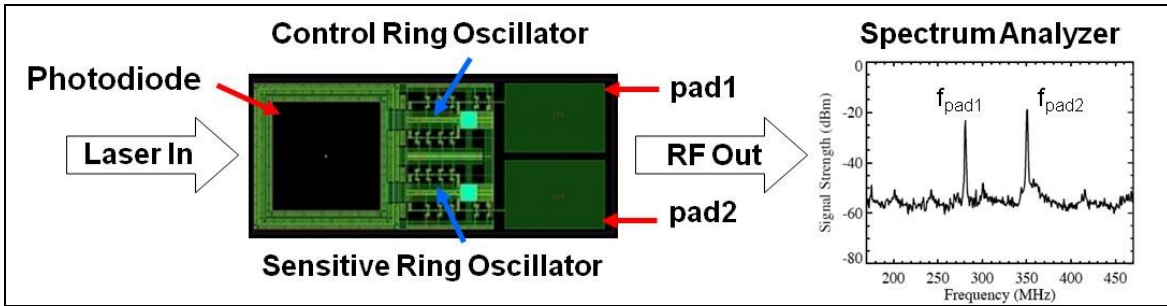 Control Ring Oscillator
Photodiode
Laser In
Sensitive Ring Oscillator
pad1
RF Out
pad2
Spectrum Analyzer
fpad1
fpad2
Signal Strength (dBm)
0
-20
-40
-60
-80
200 250 300 350 400 450
Frequency (MHz)